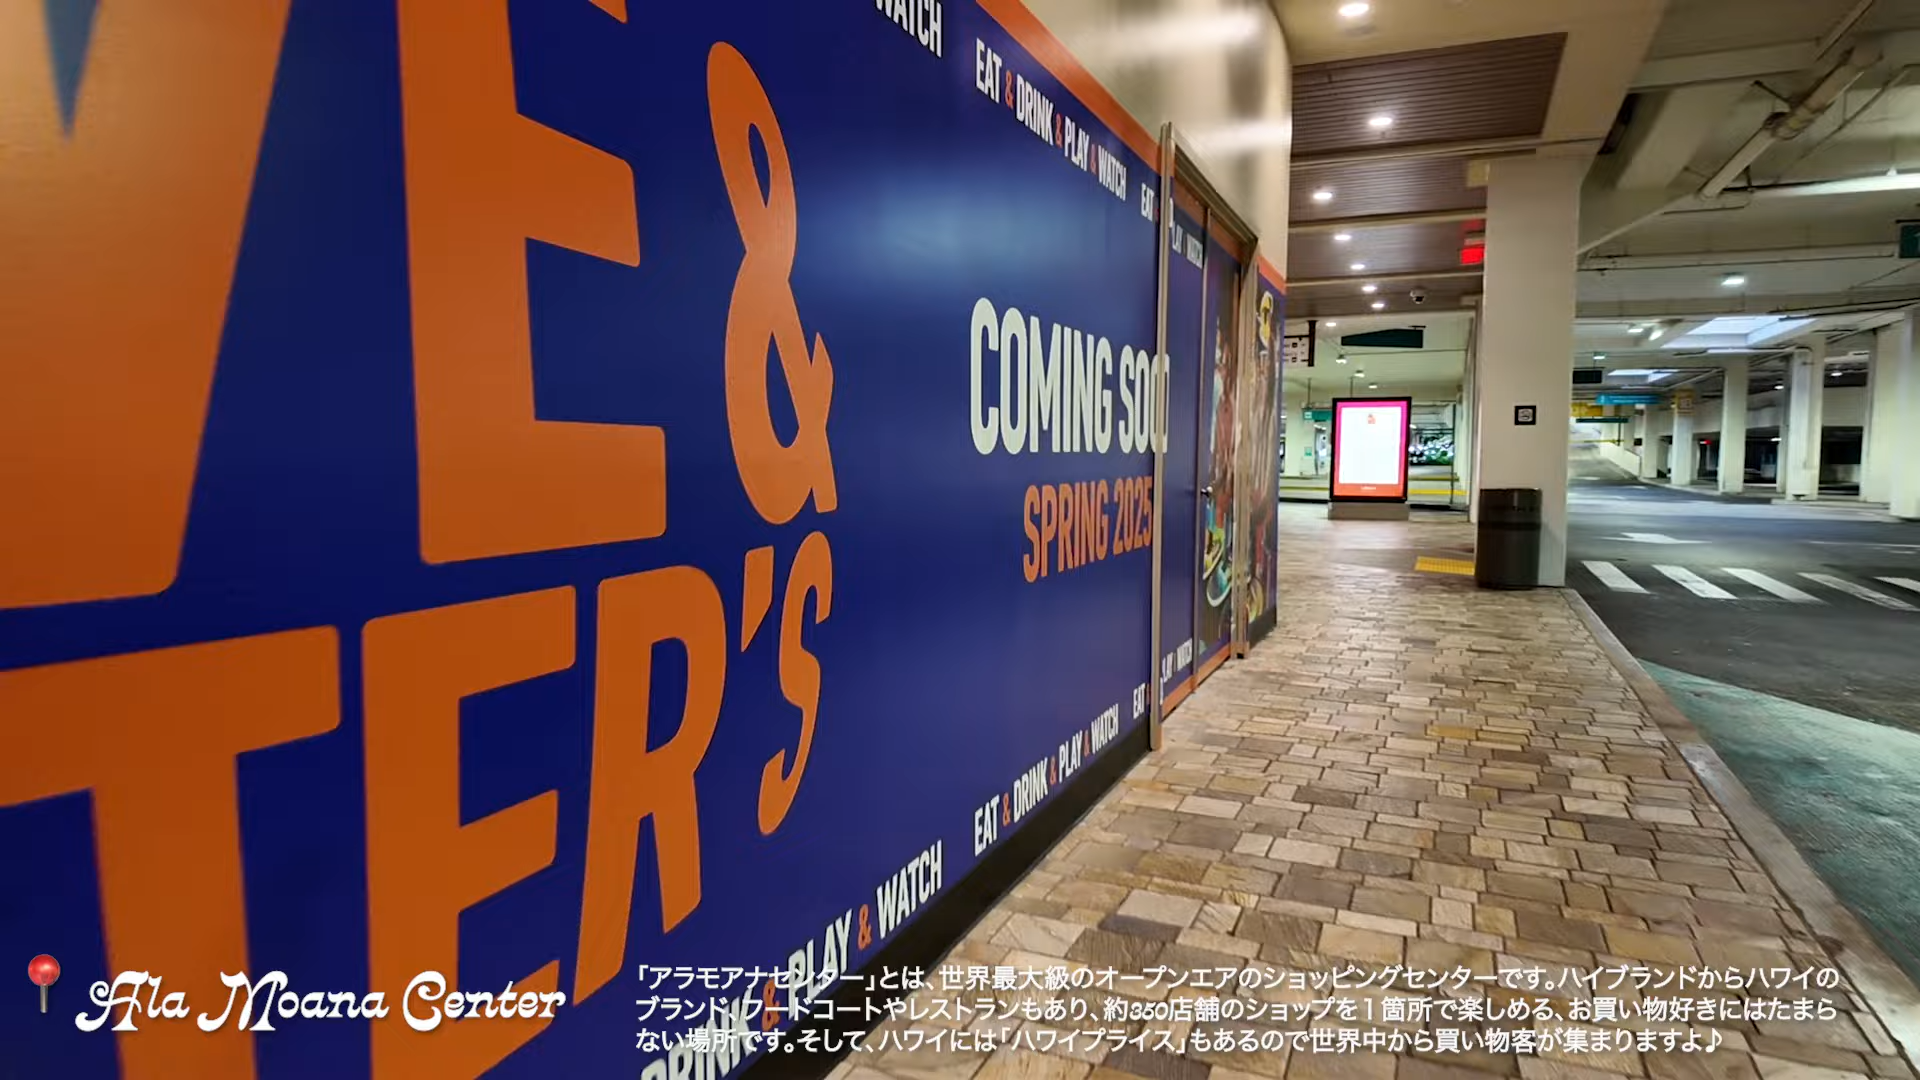 WATCH
EAT & DRINK & PLAY & WATCH EAT
PLAY & WATCH
VE &
TER'S
COMING SOON
SPRING 2025
EAT & DRINK & PLAY & WATCH EAT &
PLAY & WATCH
DRINK & PLAY & WATCH
Ala Moana Center
「アラモアナセンター」とは、世界最大級のオープンエアのショッピングセンターです。ハイブランドからハワイの
ブランド、フードコートやレストランもあり、約350店舗のショップを1箇所で楽しめる、お買い物好きにはたまら
ない場所です。そして、ハワイには「ハワイプライス」もあるので世界中から買い物客が集まりますよ♪